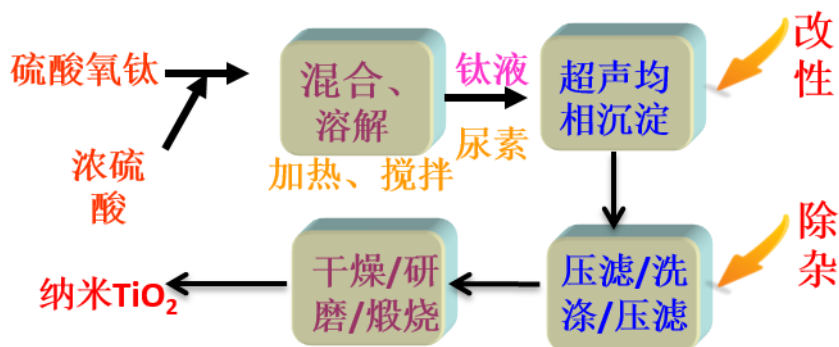 硫酸氧钛
浓硫
酸
混合、
溶解
加热、搅拌
钛液
尿素
超声均
相沉淀
改
性
压滤/洗
涤/压滤
除
杂
干燥/研
磨/煅烧
纳米TiO₂